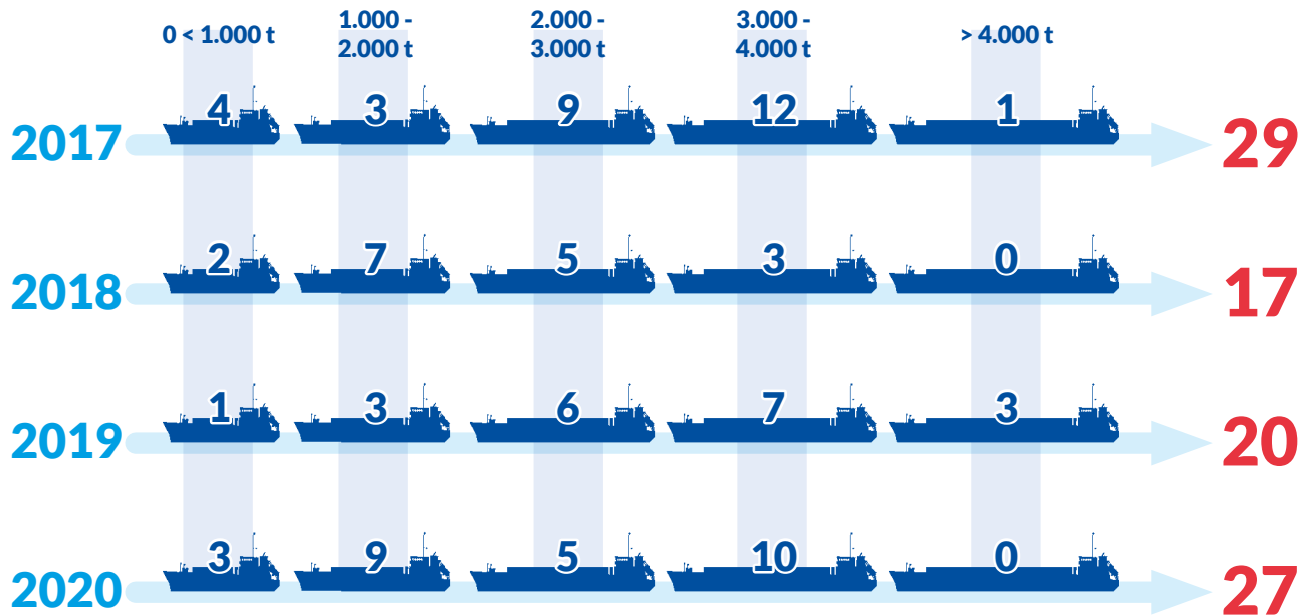 0 < 1.000 t
1.000 -
2.000 t
2.000 -
3.000 t
3.000 -
4.000 t
> 4.000 t
2017 4 3 9 12 1 29
2018 2 7 5 3 0 17
2019 1 3 6 7 3 20
2020 3 9 5 10 0 27